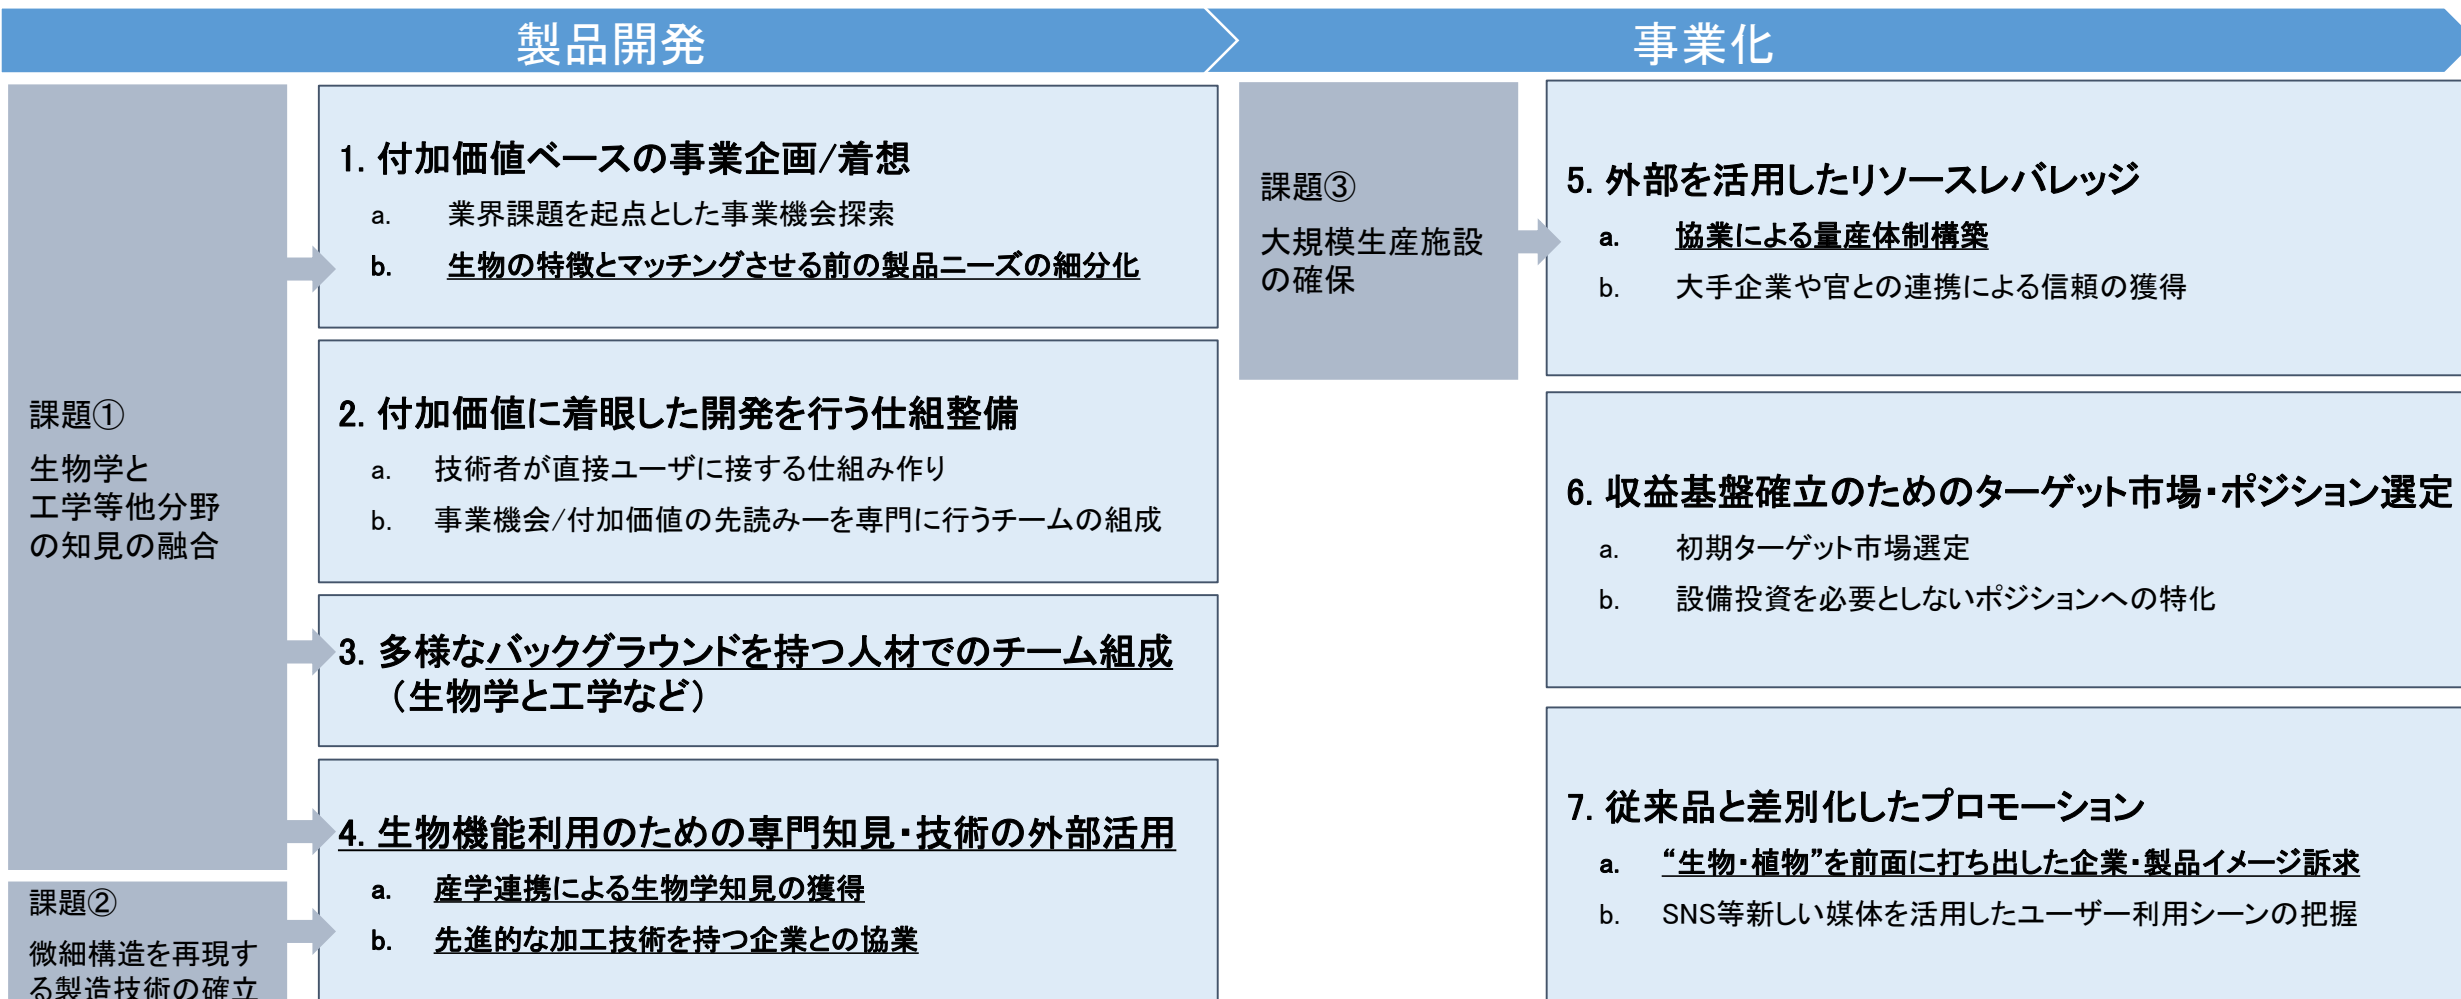 製品開発
事業化
課題①
生物学と
工学等他分野
の知見の融合
課題②
微細構造を再現す
る製造技術の確立
1. 付加価値ベースの事業企画/着想
a. 業界課題を起点とした事業機会探索
b. 生物の特徴とマッチングさせる前の製品ニーズの細分化
2. 付加価値に着眼した開発を行う仕組整備
a. 技術者が直接ユーザに接する仕組み作り
b. 事業機会/付加価値の先読みーを専門に行うチームの組成
3. 多様なバックグラウンドを持つ人材でのチーム組成
（生物学と工学など）
4. 生物機能利用のための専門知見・技術の外部活用
a. 産学連携による生物学知見の獲得
b. 先進的な加工技術を持つ企業との協業
課題③
大規模生産施設
の確保
5. 外部を活用したリソースレバレッジ
a. 協業による量産体制構築
b. 大手企業や官との連携による信頼の獲得
6. 収益基盤確立のためのターゲット市場・ポジション選定
a. 初期ターゲット市場選定
b. 設備投資を必要としないポジションへの特化
7. 従来品と差別化したプロモーション
a. “生物・植物”を前面に打ち出した企業・製品イメージ訴求
b. SNS等新しい媒体を活用したユーザー利用シーンの把握